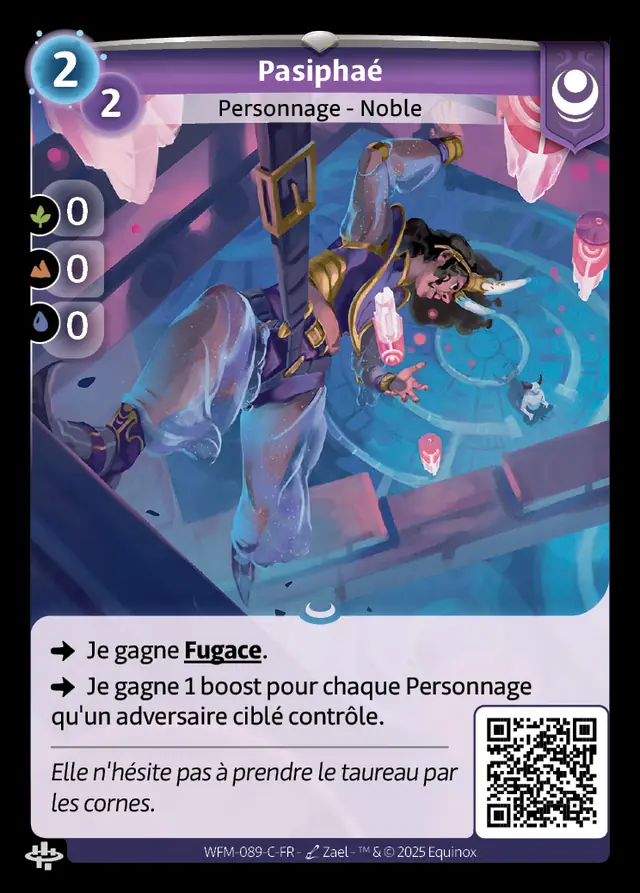 2
Pasiphaé
2
Personnage - Noble
0
0
0
Je gagne Fugace.
Je gagne 1 boost pour chaque Personnage
qu'un adversaire ciblé contrôle.
Elle n'hésite pas à prendre le taureau par
les cornes.
WFM-089-C-FR - Zael - ™ & © 2025 Equinox